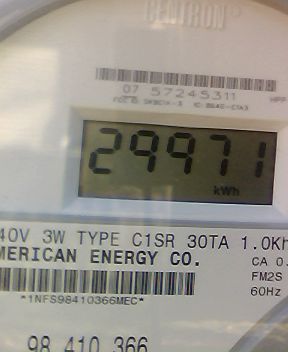 CENTRON
07 57245311
29971
kWh
40V 3W TYPE C1SR 30TA 1.0Kh
MERICAN ENERGY CO.
CA 0.
FM2S
60Hz
*1NFS98410366MEC*
98 410 366